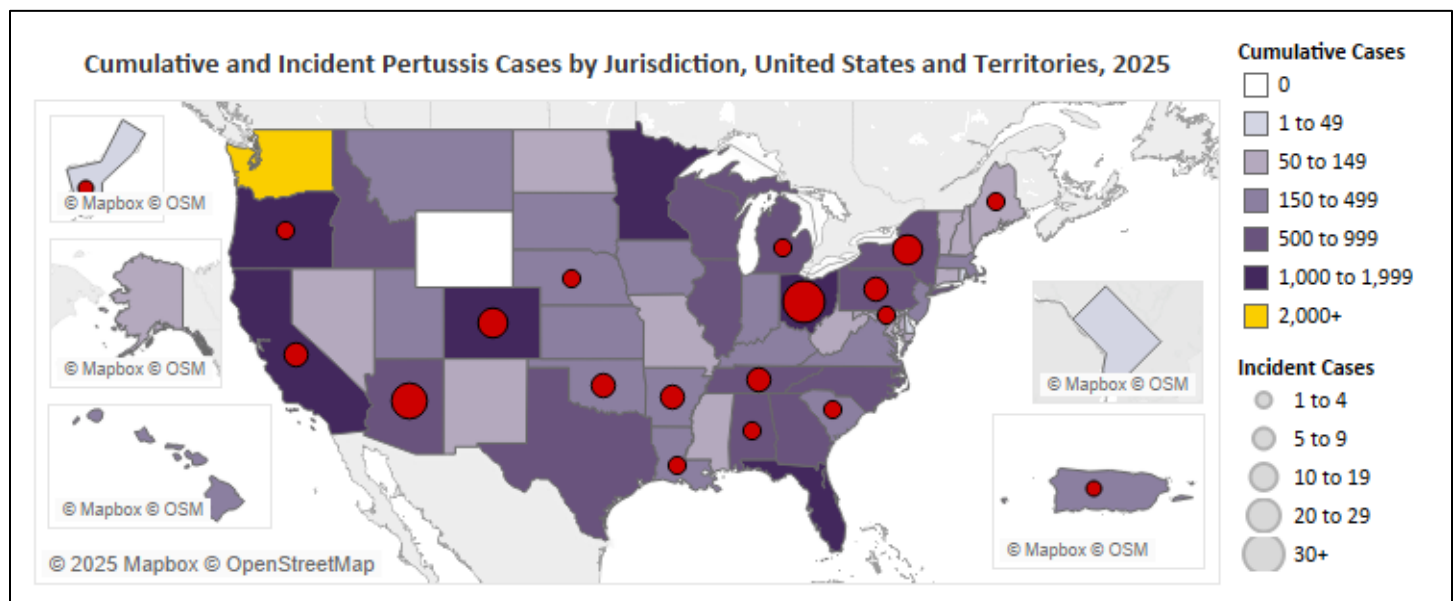 Cumulative and Incident Pertussis Cases by Jurisdiction, United States and Territories, 2025
© Mapbox © OSM
© Mapbox © OSM
© Mapbox © OSM
© 2025 Mapbox © OpenStreetMap
© Mapbox © OSM
© Mapbox © OSM
Cumulative Cases
0
1 to 49
50 to 149
150 to 499
500 to 999
1,000 to 1,999
2,000+
Incident Cases
1 to 4
5 to 9
10 to 19
20 to 29
30+